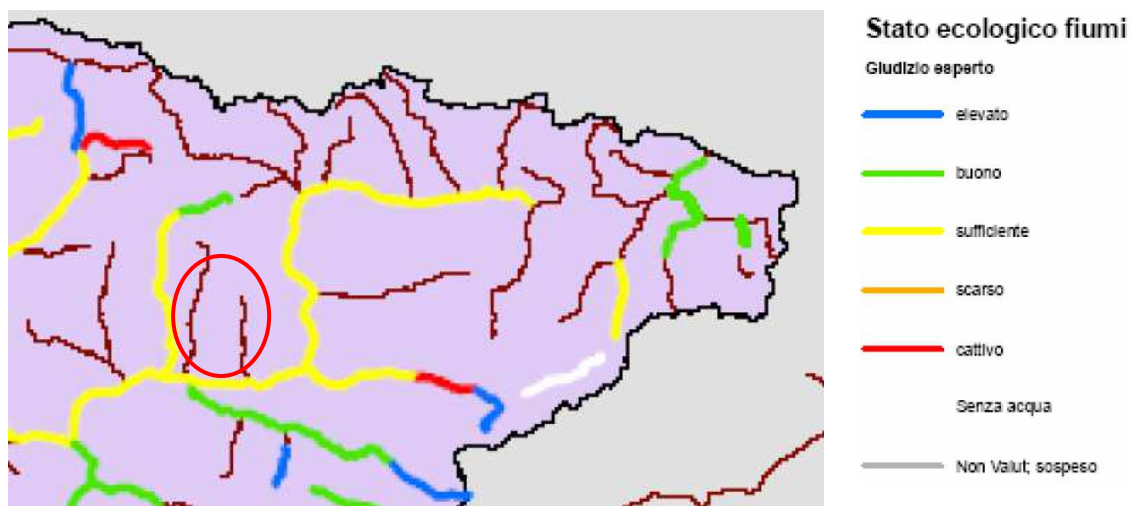 Stato ecologico fiumi
Giudizio esperto
elevato
buono
sufficiente
scarso
cattivo
Senza acqua
Non Valut; sospeso